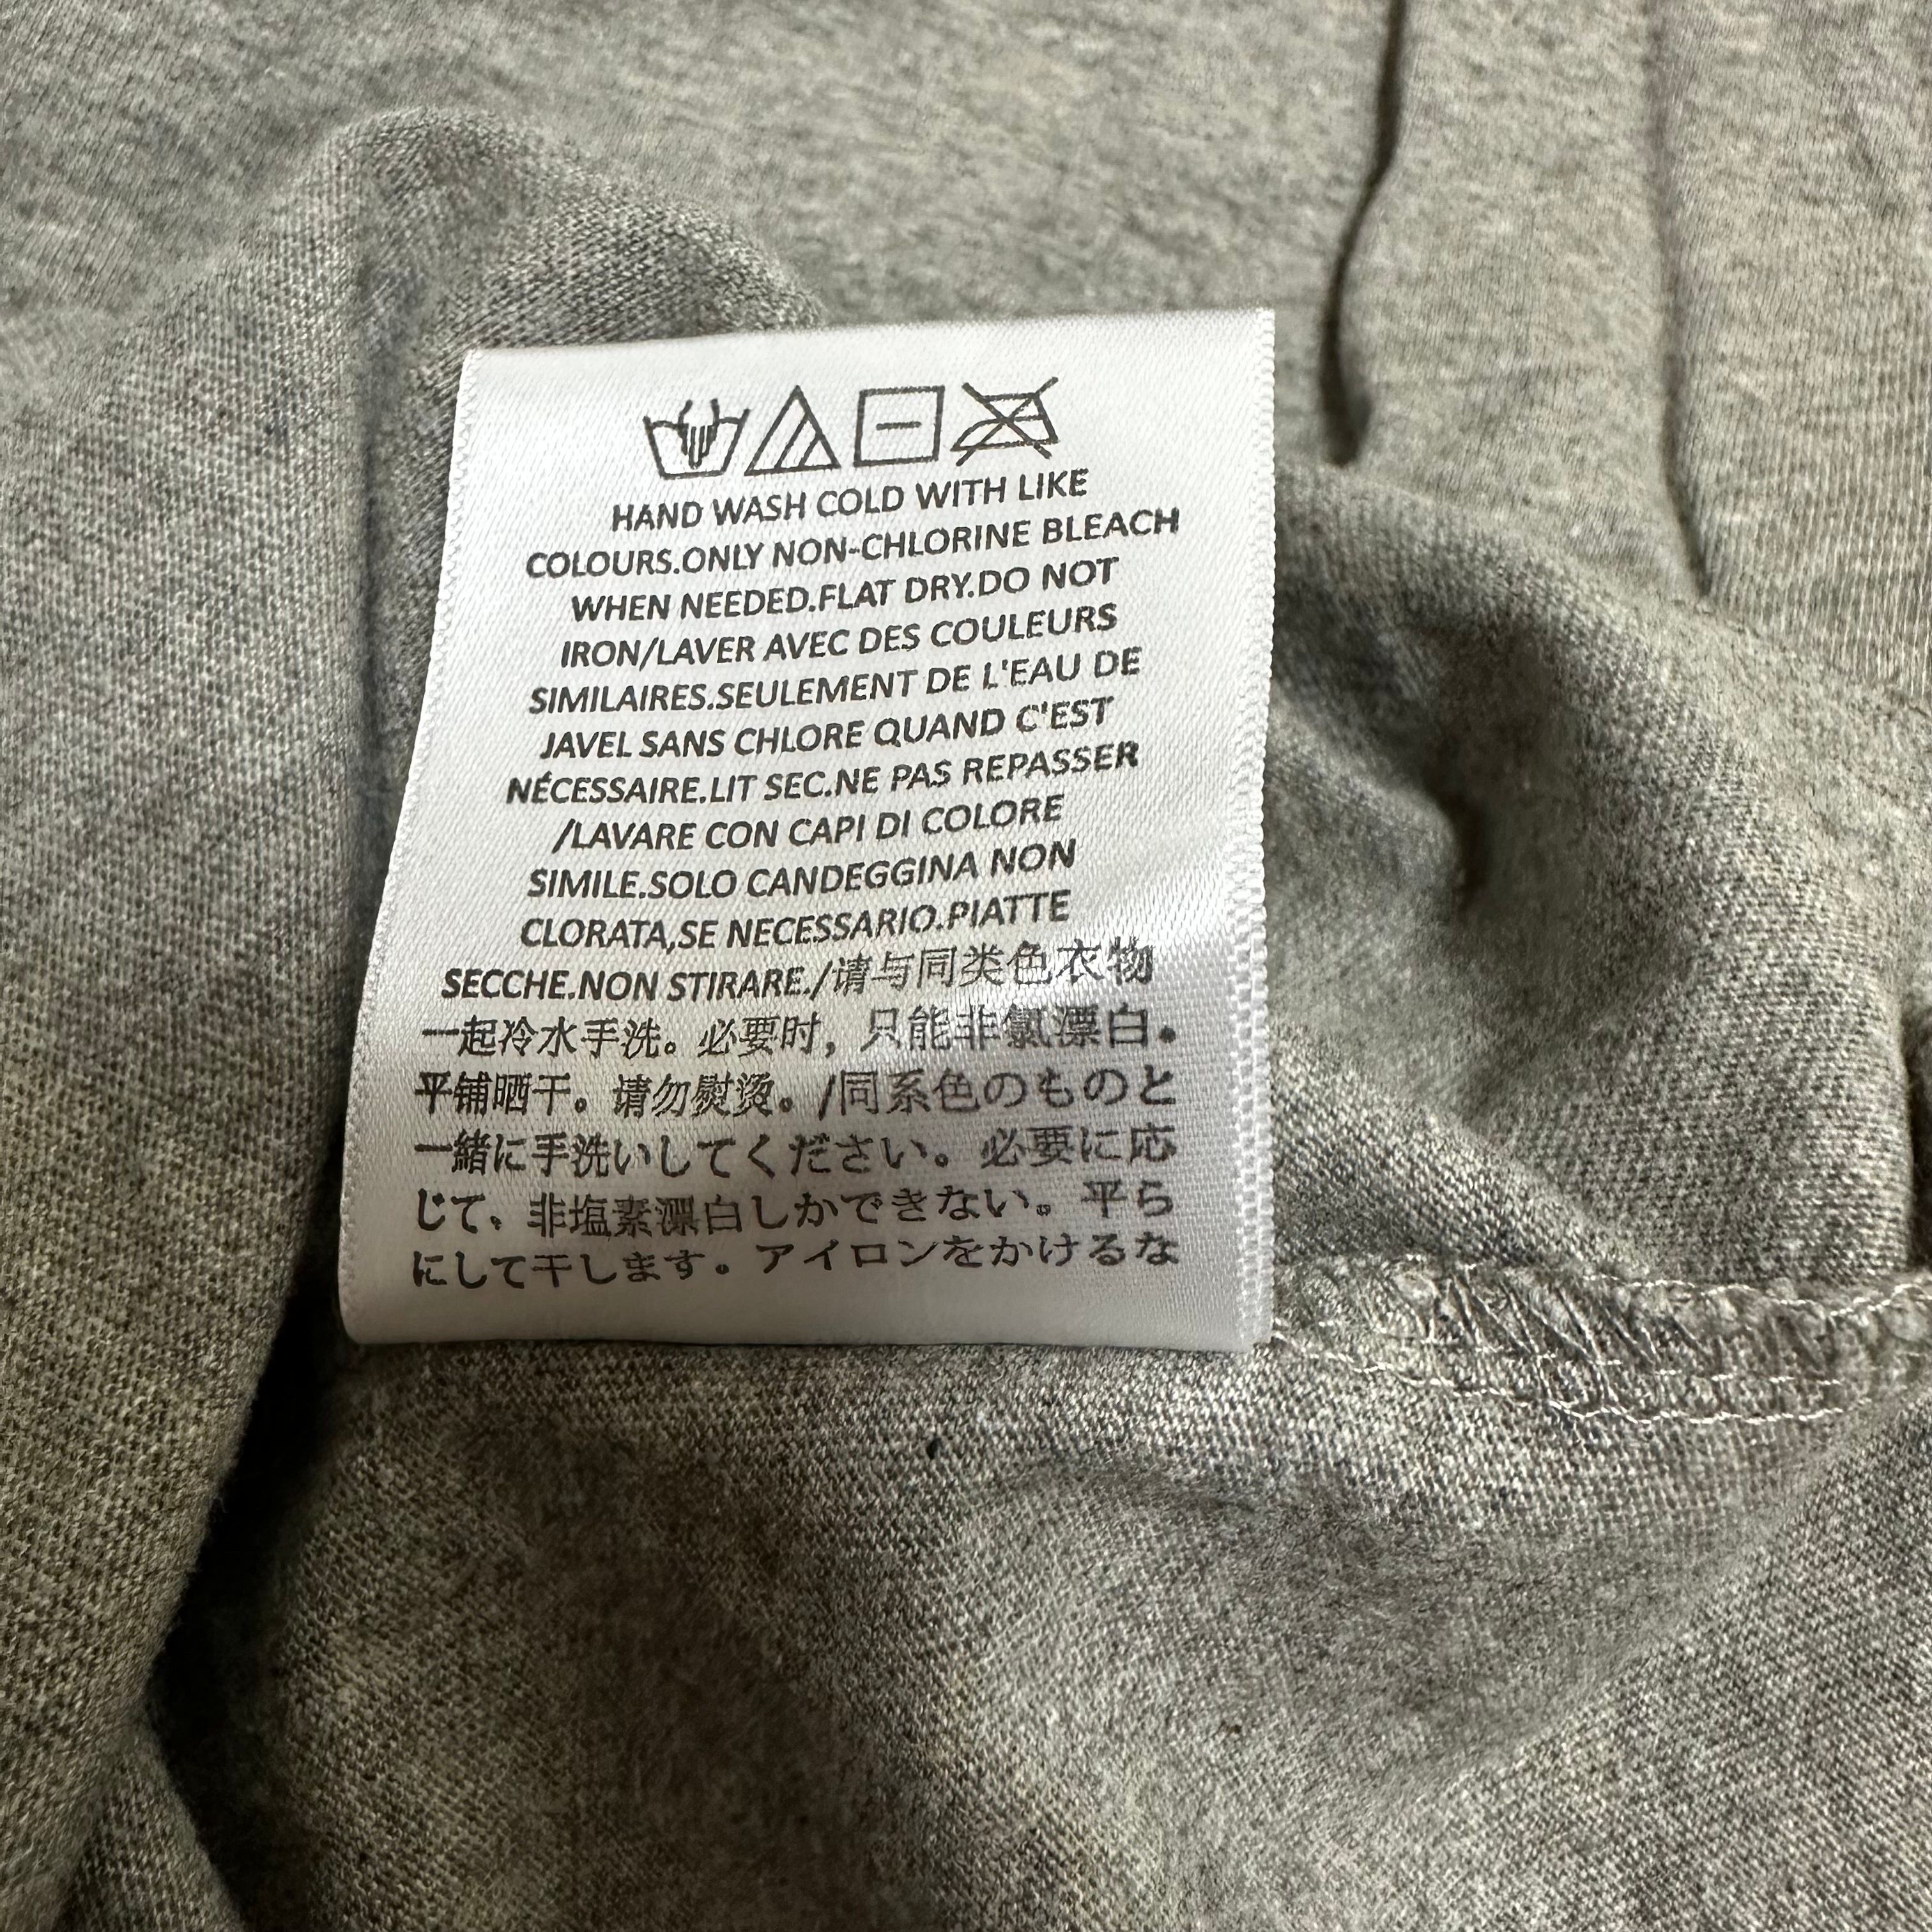 HAND WASH COLD WITH LIKE
COLOURS.ONLY NON-CHLORINE BLEACH
WHEN NEEDED.FLAT DRY.DO NOT
IRON/LAVER AVEC DES COULEURS
SIMILAIRES.SEULEMENT DE L'EAU DE
JAVEL SANS CHLORE QUAND C'EST
NÉCESSAIRE.LIT SEC.NE PAS REPASSER
/LAVARE CON CAPI DI COLORE
SIMILE.SOLO CANDEGGINA NON
CLORATA,SE NECESSARIO.PIATTE
SECCHE.NON STIRARE./请与同类色衣物
一起冷水手洗。必要时，只能非氯漂白。
平铺晒干。请勿熨烫。/同系色のものと
一緒に手洗いしてください。必要に応
じて、非塩素漂白しかできない。平ら
にして干します。アイロンをかけるな